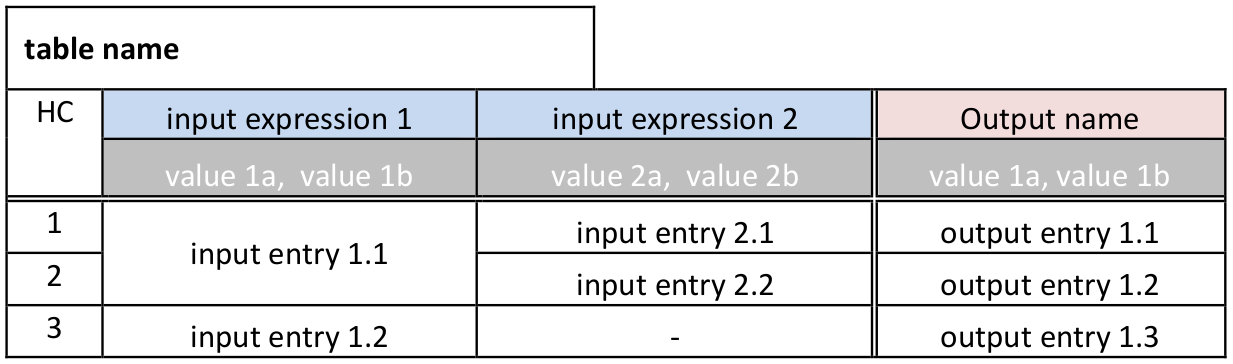 table name
HC input expression 1 input expression 2 Output name
value 1a, value 1b value 2a, value 2b value 1a, value 1b
1 input entry 1.1 input entry 2.1 output entry 1.1
2 input entry 2.2 output entry 1.2
3 input entry 1.2 - output entry 1.3